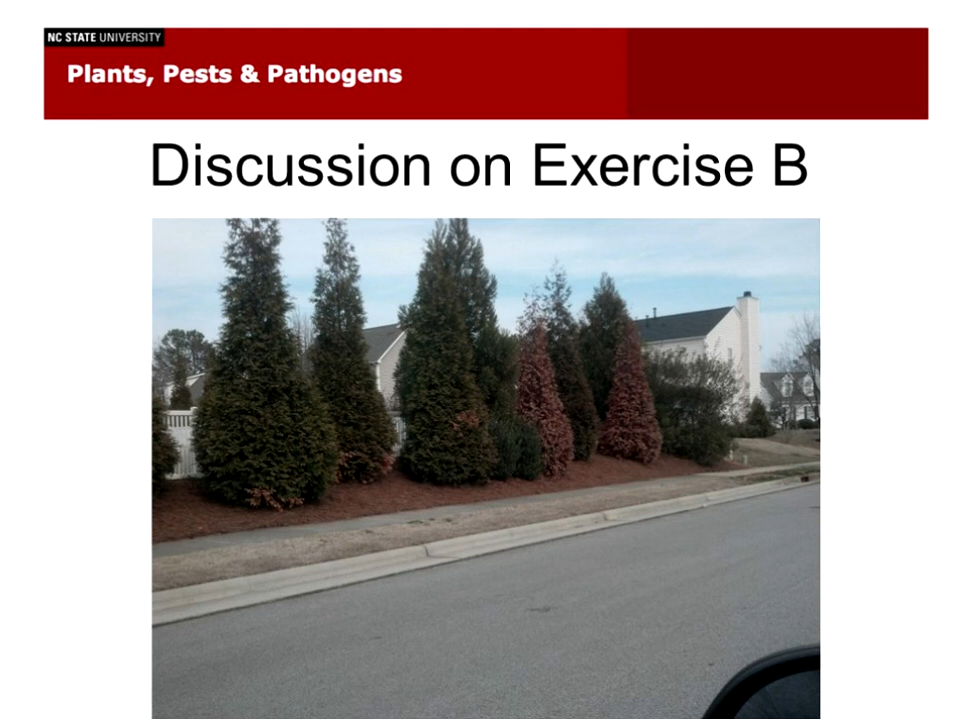 NC STATE UNIVERSITY
Plants, Pests & Pathogens
Discussion on Exercise B